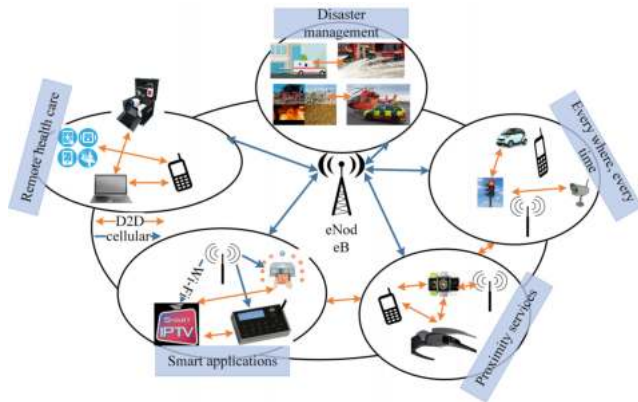 Disaster
management
Remote health care
Every where, every
time
D2D
cellular
eNod
eB
Wi-Fi
SMART
IPTV
Smart applications
Proximity services